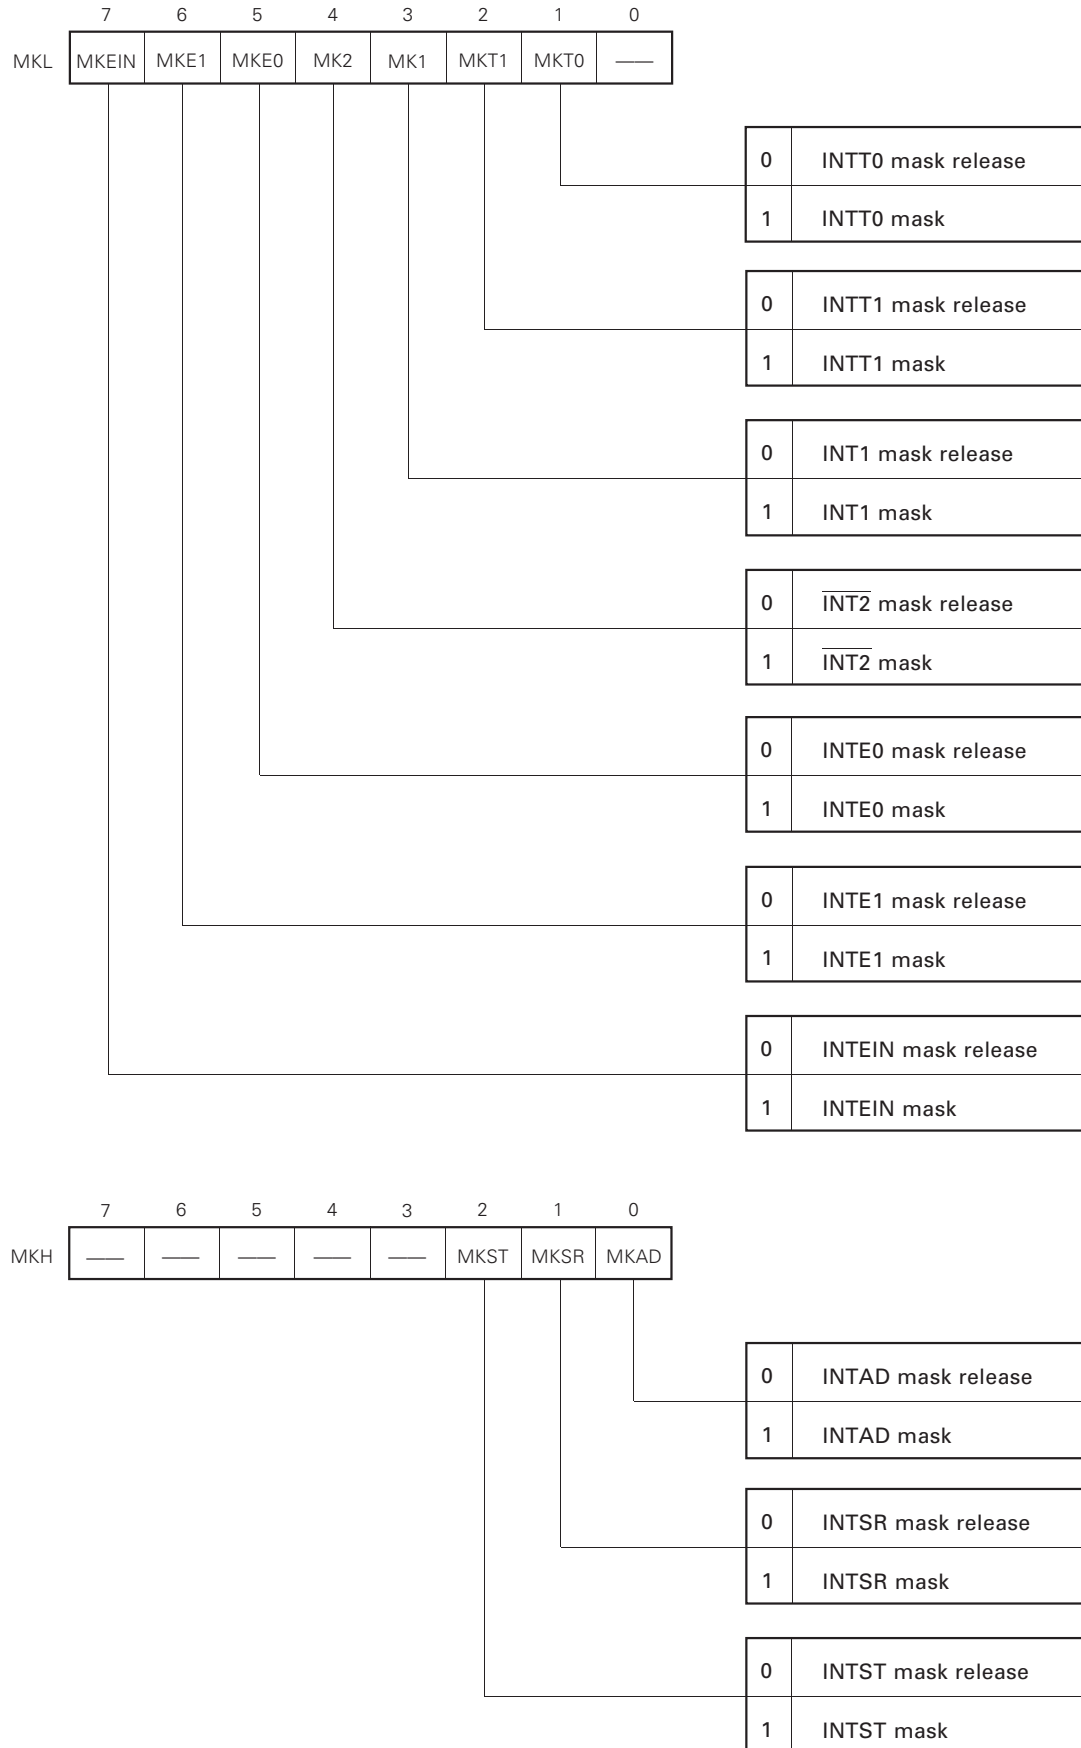 7 6 5 4 3 2 1 0
MKL MKEIN MKE1 MKE0 MK2 MK1 MKT1 MKT0 ——
0 INTT0 mask release
1 INTT0 mask
0 INTT1 mask release
1 INTT1 mask
0 INT1 mask release
1 INT1 mask
0 I̅N̅T̅2̅ mask release
1 I̅N̅T̅2̅ mask
0 INTE0 mask release
1 INTE0 mask
0 INTE1 mask release
1 INTE1 mask
0 INTEIN mask release
1 INTEIN mask
7 6 5 4 3 2 1 0
MKH —— —— —— —— —— MKST MKSR MKAD
0 INTAD mask release
1 INTAD mask
0 INTSR mask release
1 INTSR mask
0 INTST mask release
1 INTST mask